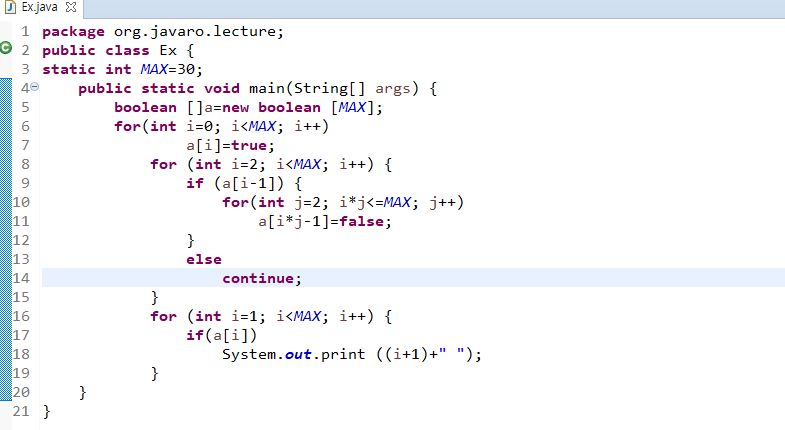 Ex.java
1 package org.javaro.lecture;
2 public class Ex {
3 static int MAX=30;
4     public static void main(String[] args) {
5         boolean []a=new boolean [MAX];
6         for(int i=0; i<MAX; i++)
7                 a[i]=true;
8             for (int i=2; i<MAX; i++) {
9                 if (a[i-1]) {
10                     for(int j=2; i*j<=MAX; j++)
11                         a[i*j-1]=false;
12                 }
13                 else
14                     continue;
15             }
16             for (int i=1; i<MAX; i++) {
17                 if(a[i])
18                     System.out.print ((i+1)+" ");
19             }
20     }
21 }